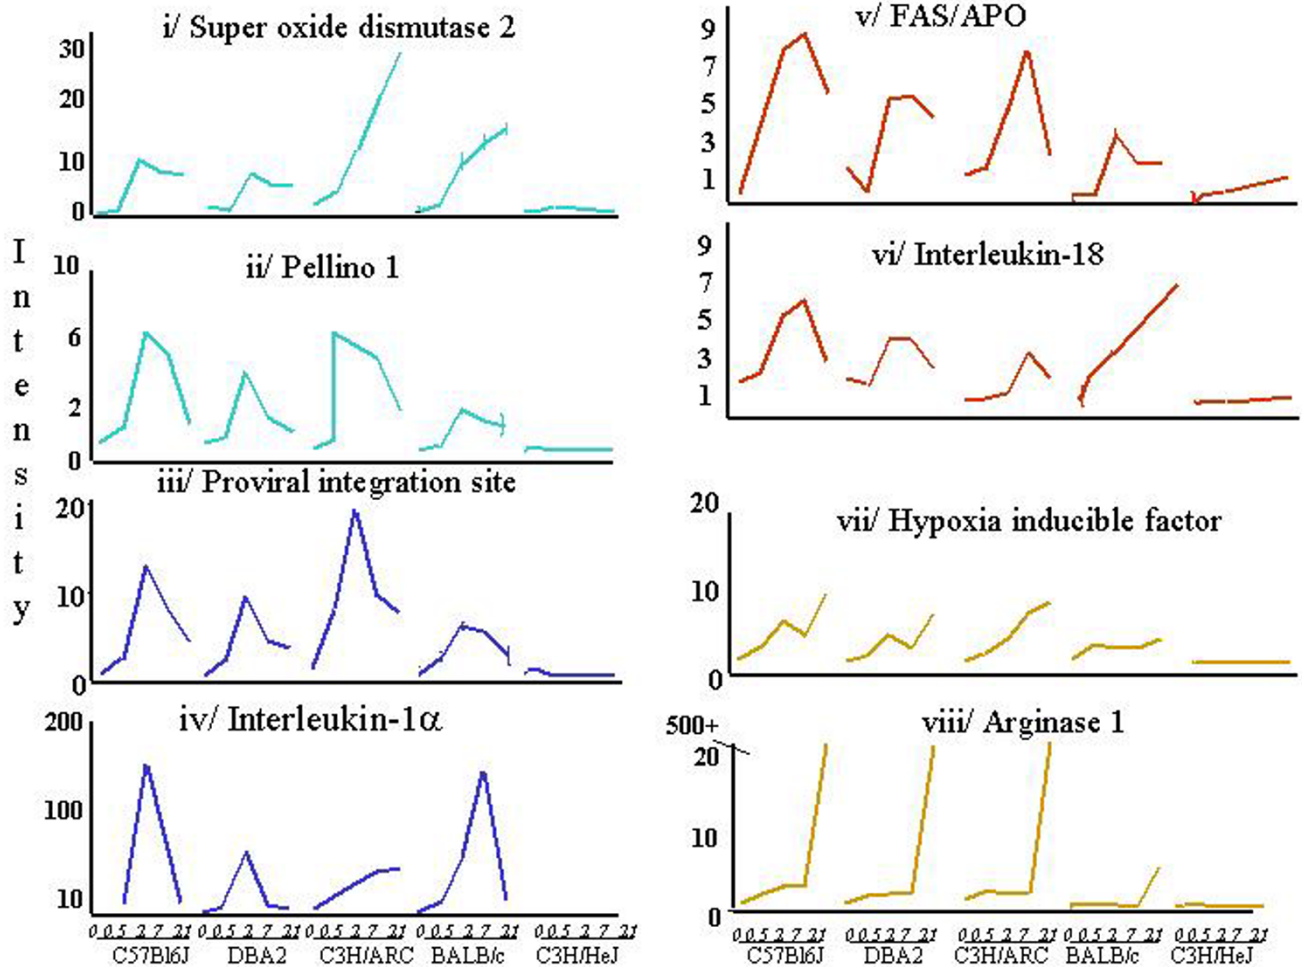 i/ Super oxide dismutase 2
30
20
10
0
ii/ Pellino 1
10
6
2
0
iii/ Proviral integration site
20
10
0
iv/ Interleukin-1α
200
100
10
0 0.5 2 7 21 0 0.5 2 7 21 0 0.5 2 7 21 0 0.5 2 7 21 0 0.5 2 7 21
C57Bl6J DBA2 C3H/ARC BALB/c C3H/HeJ
Intensity
v/ FAS/APO
9
7
5
3
1
vi/ Interleukin-18
9
7
5
3
1
vii/ Hypoxia inducible factor
20
10
0
viii/ Arginase 1
500+
20
10
0
0 0.5 2 7 21 0 0.5 2 7 21 0 0.5 2 7 21 0 0.5 2 7 21 0 0.5 2 7 21
C57Bl6J DBA2 C3H/ARC BALB/c C3H/HeJ